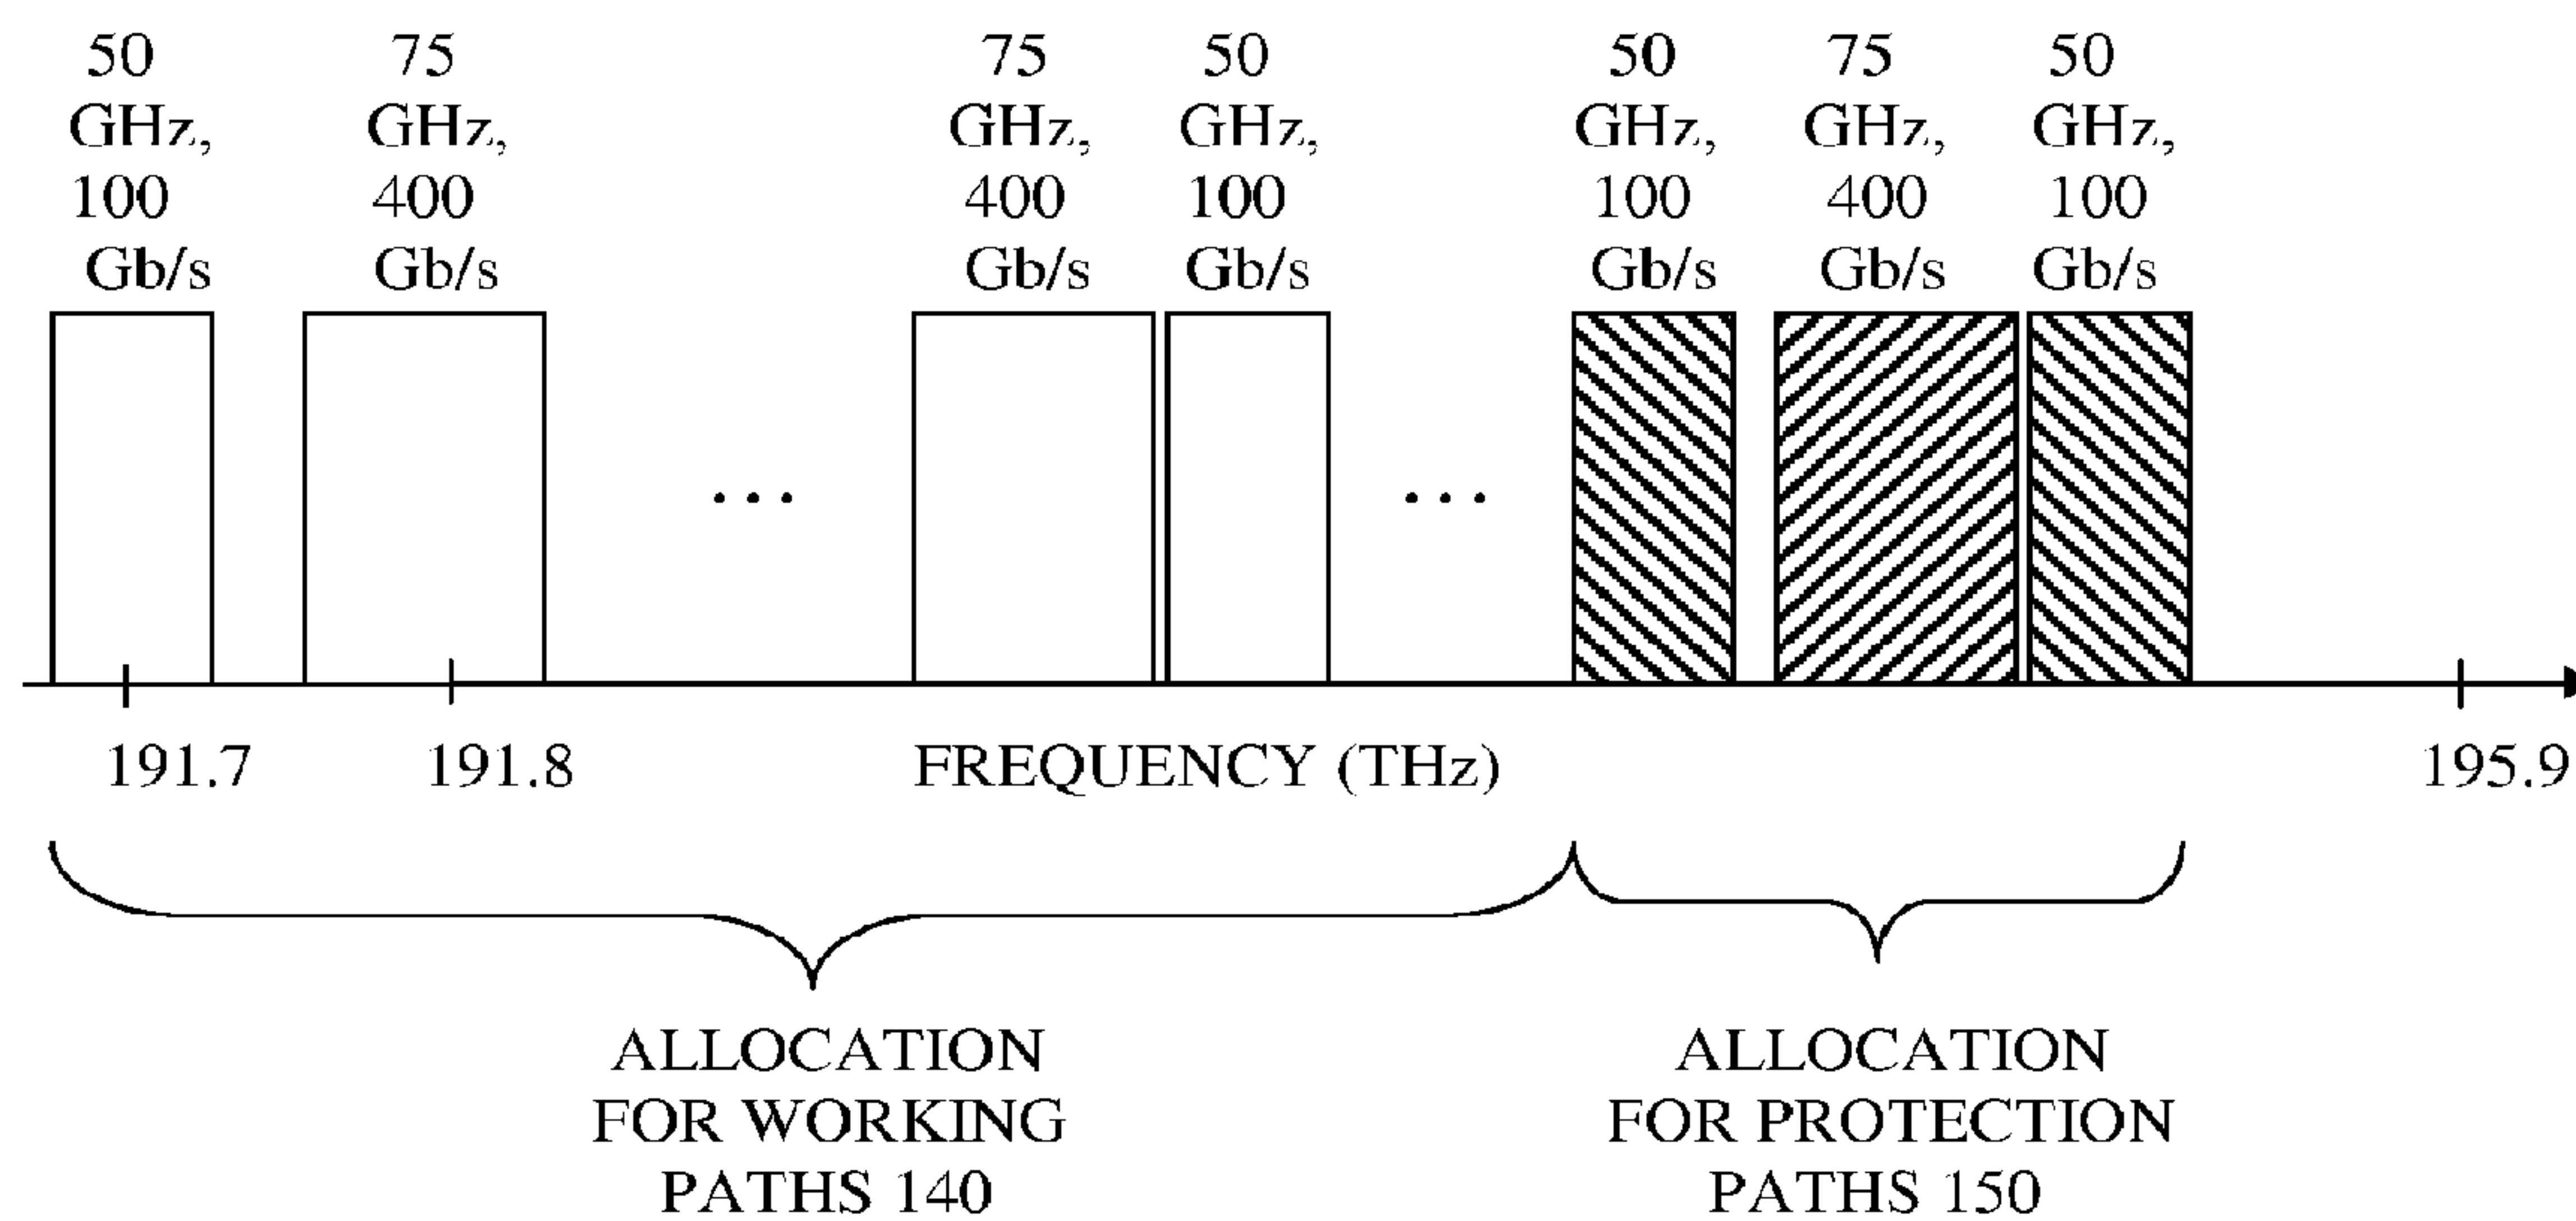 50
GHz,
100
Gb/s
75
GHz,
400
Gb/s
75
GHz,
400
Gb/s
50
GHz,
100
Gb/s
50
GHz,
100
Gb/s
75
GHz,
400
Gb/s
50
GHz,
100
Gb/s
...
...
191.7
191.8
FREQUENCY (THz)
195.9
ALLOCATION
FOR WORKING
PATHS 140
ALLOCATION
FOR PROTECTION
PATHS 150